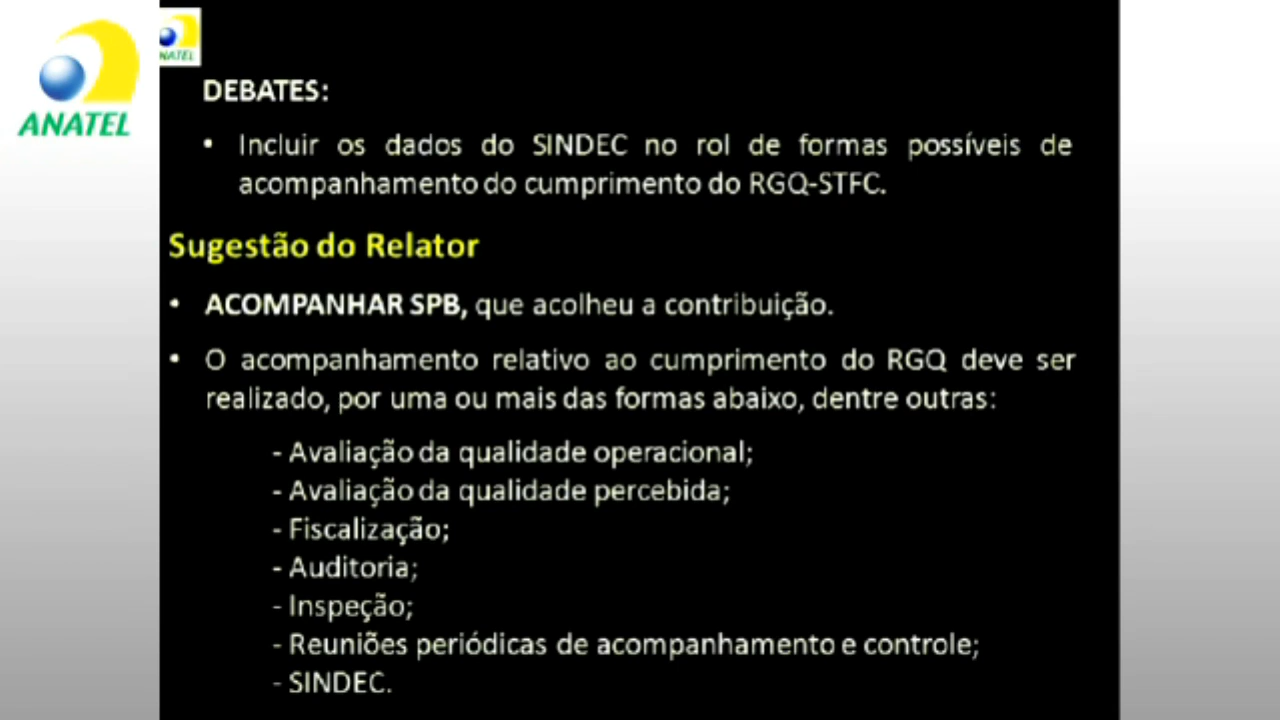 ANATEL
NATEL
DEBATES:
• Incluir os dados do SINDEC no rol de formas possíveis de
acompanhamento do cumprimento do RGQ-STFC.
Sugestão do Relator
• ACOMPANHAR SPB, que acolheu a contribuição.
• O acompanhamento relativo ao cumprimento do RGQ deve ser
realizado, por uma ou mais das formas abaixo, dentre outras:
- Avaliação da qualidade operacional;
- Avaliação da qualidade percebida;
- Fiscalização;
- Auditoria;
- Inspeção;
- Reuniões periódicas de acompanhamento e controle;
- SINDEC.